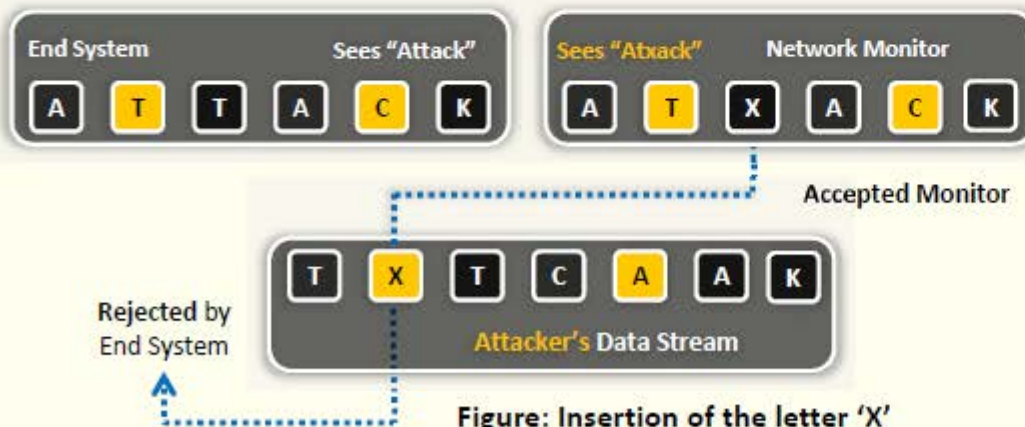 End System Sees "Attack"
A T T A C K
Sees "Atxack" Network Monitor
A T X A C K
Accepted Monitor
T X T C A A K
Attacker's Data Stream
Rejected by
End System
Figure: Insertion of the letter 'X'